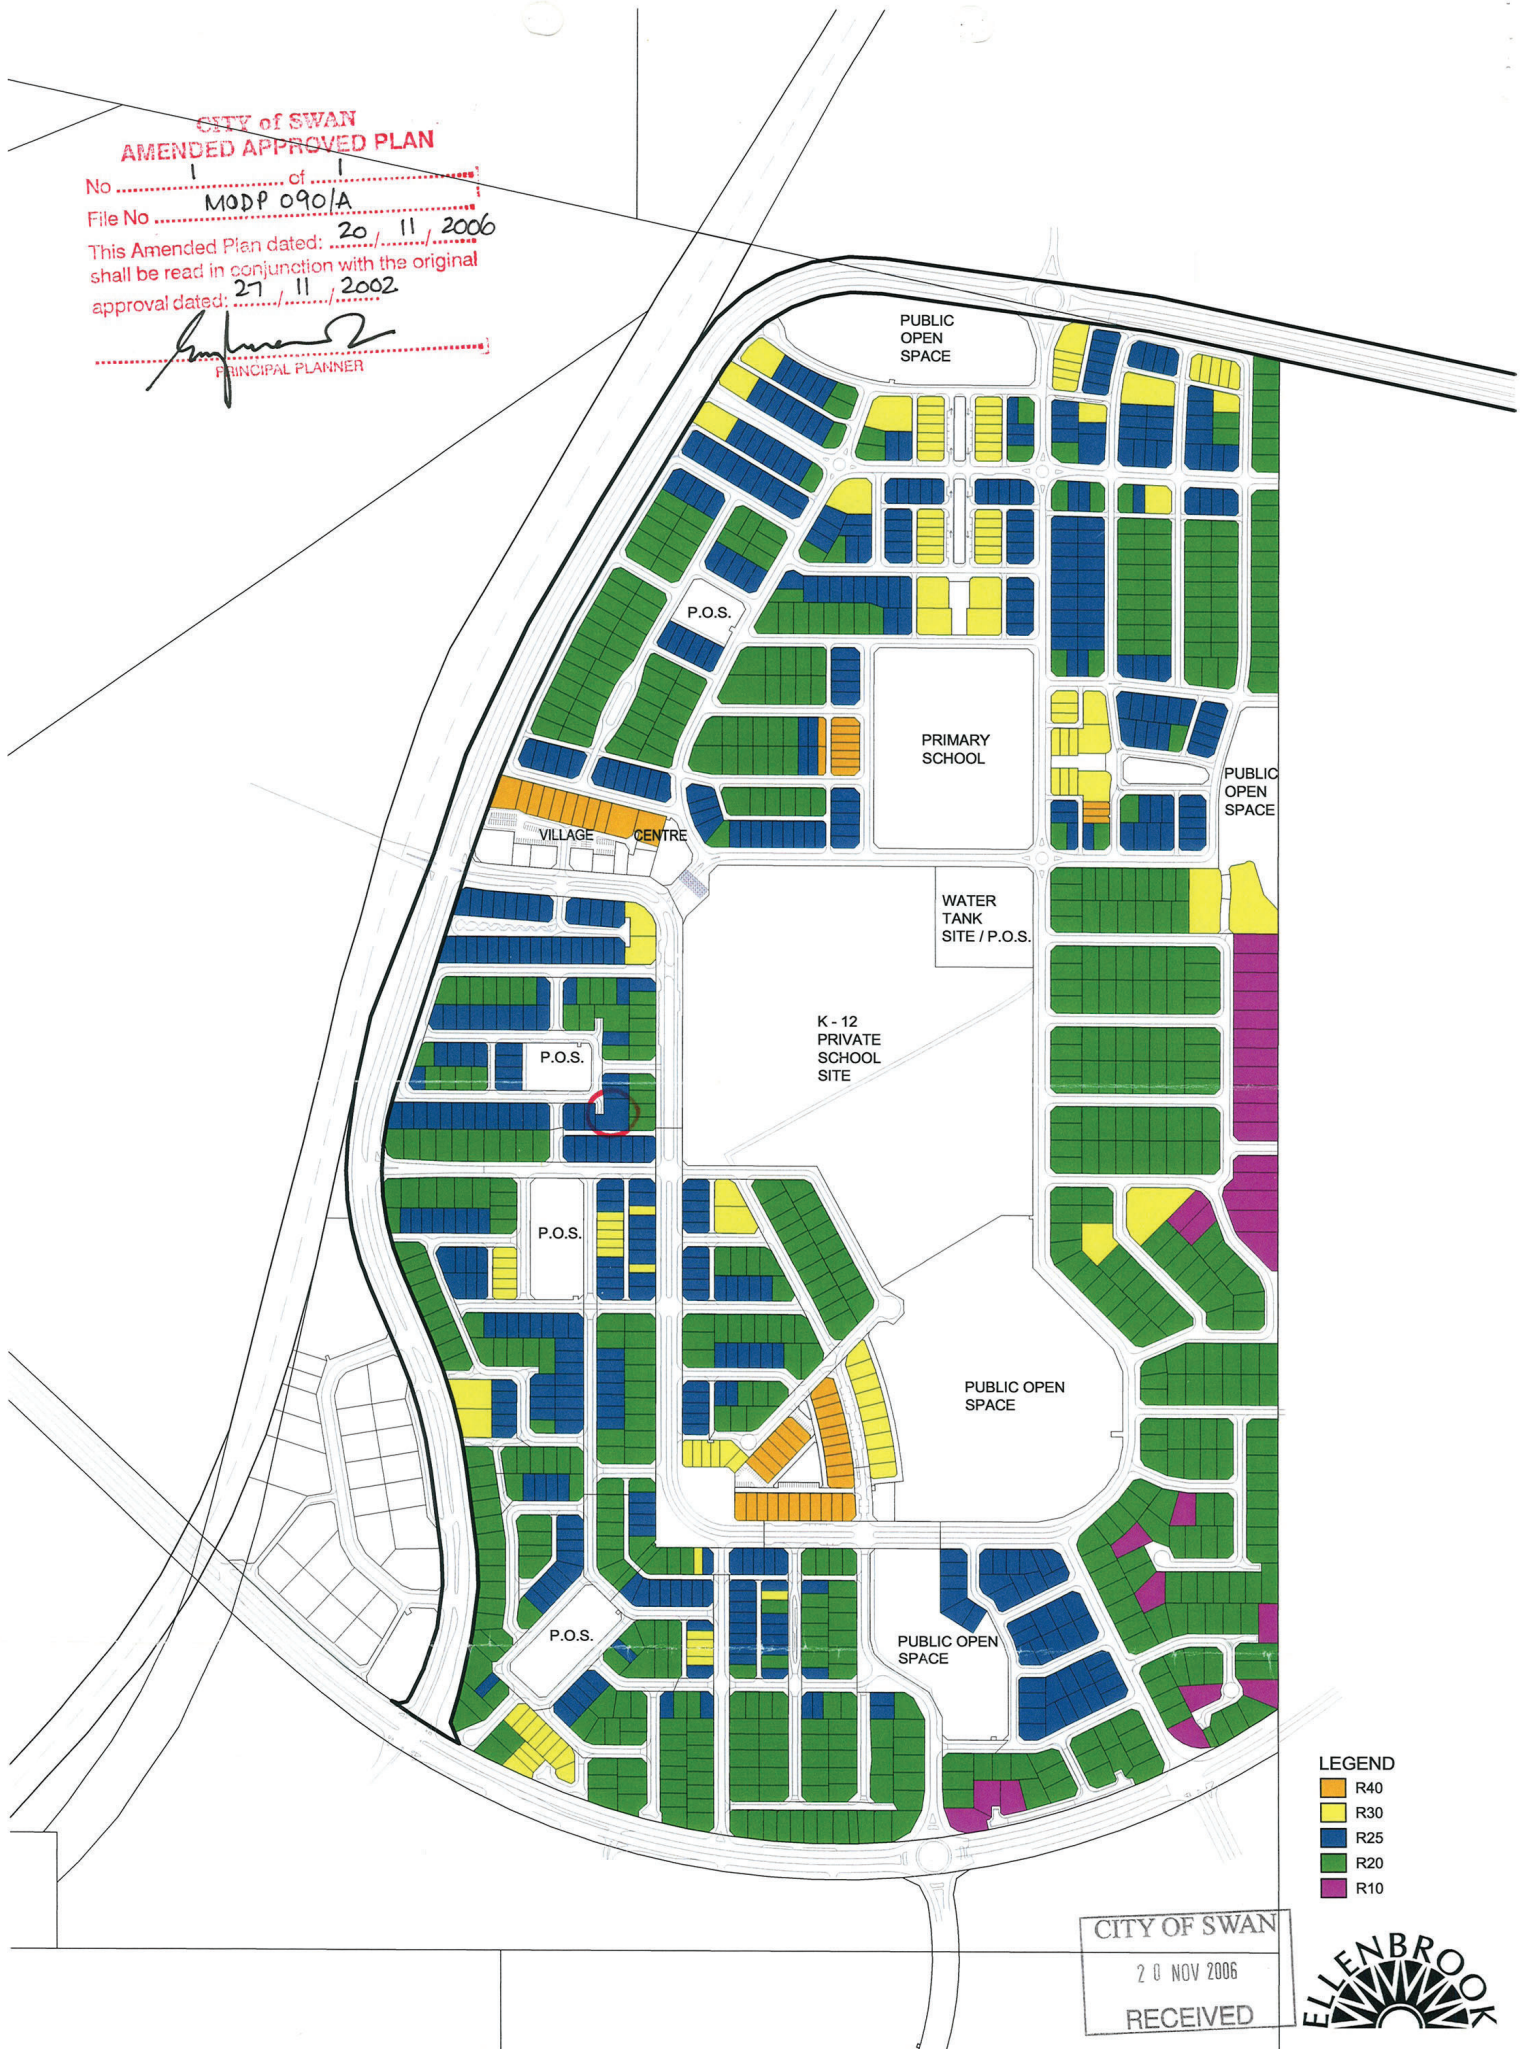 CITY of SWAN
AMENDED APPROVED PLAN
No 1 of 1
File No MODP 090/A
This Amended Plan dated: 20 / 11 / 2006
shall be read in conjunction with the original
approval dated: 27 / 11 / 2002
PRINCIPAL PLANNER
PUBLIC
OPEN
SPACE
P.O.S.
PRIMARY
SCHOOL
PUBLIC
OPEN
SPACE
VILLAGE CENTRE
WATER
TANK
SITE / P.O.S.
K - 12
PRIVATE
SCHOOL
SITE
P.O.S.
P.O.S.
PUBLIC OPEN
SPACE
P.O.S.
PUBLIC OPEN
SPACE
LEGEND
R40
R30
R25
R20
R10
CITY OF SWAN
20 NOV 2006
RECEIVED
ELLENBROOK